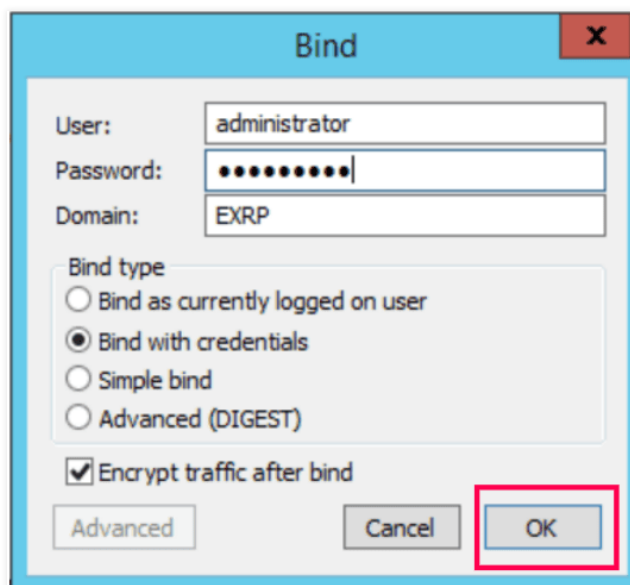 Bind
x
User: administrator
Password: •••••••••
Domain: EXRP
Bind type
Bind as currently logged on user
Bind with credentials
Simple bind
Advanced (DIGEST)
Encrypt traffic after bind
Advanced Cancel OK